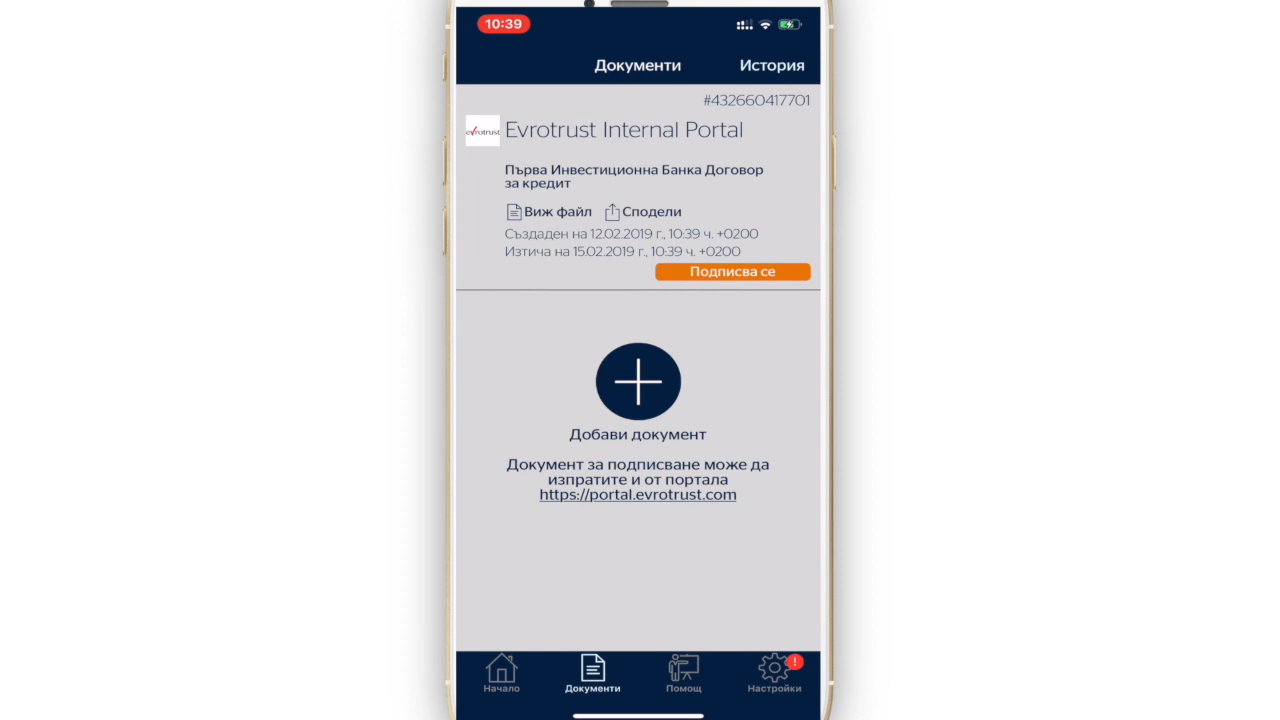 10:39
Документи
История
#432660417701
evrotrust
Evrotrust Internal Portal
Първа Инвестиционна Банка Договор
за кредит
Виж файл
Сподели
Създаден на 12.02.2019 г., 10:39 ч. +0200
Изтича на 15.02.2019 г., 10:39 ч. +0200
Подписва се
Добави документ
Документ за подписване може да
изпратите и от портала
https://portal.evrotrust.com
Начало
Документи
Помощ
Настройки
!